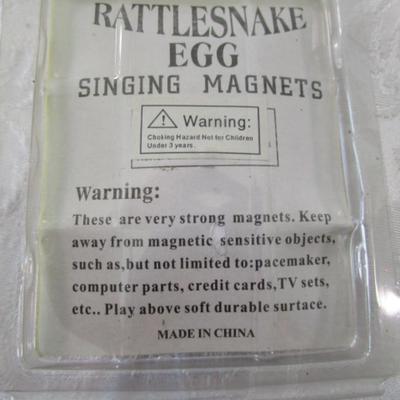 RATTLESNAKE
EGG
SINGING MAGNETS
Warning:
Choking Hazard Not for Children
Under 3 years.
Warning:
These are very strong magnets. Keep
away from magnetic sensitive objects,
such as,but not limited to:pacemaker,
computer parts, credit cards,TV sets,
etc.. Play above soft durable surtace.
MADE IN CHINA